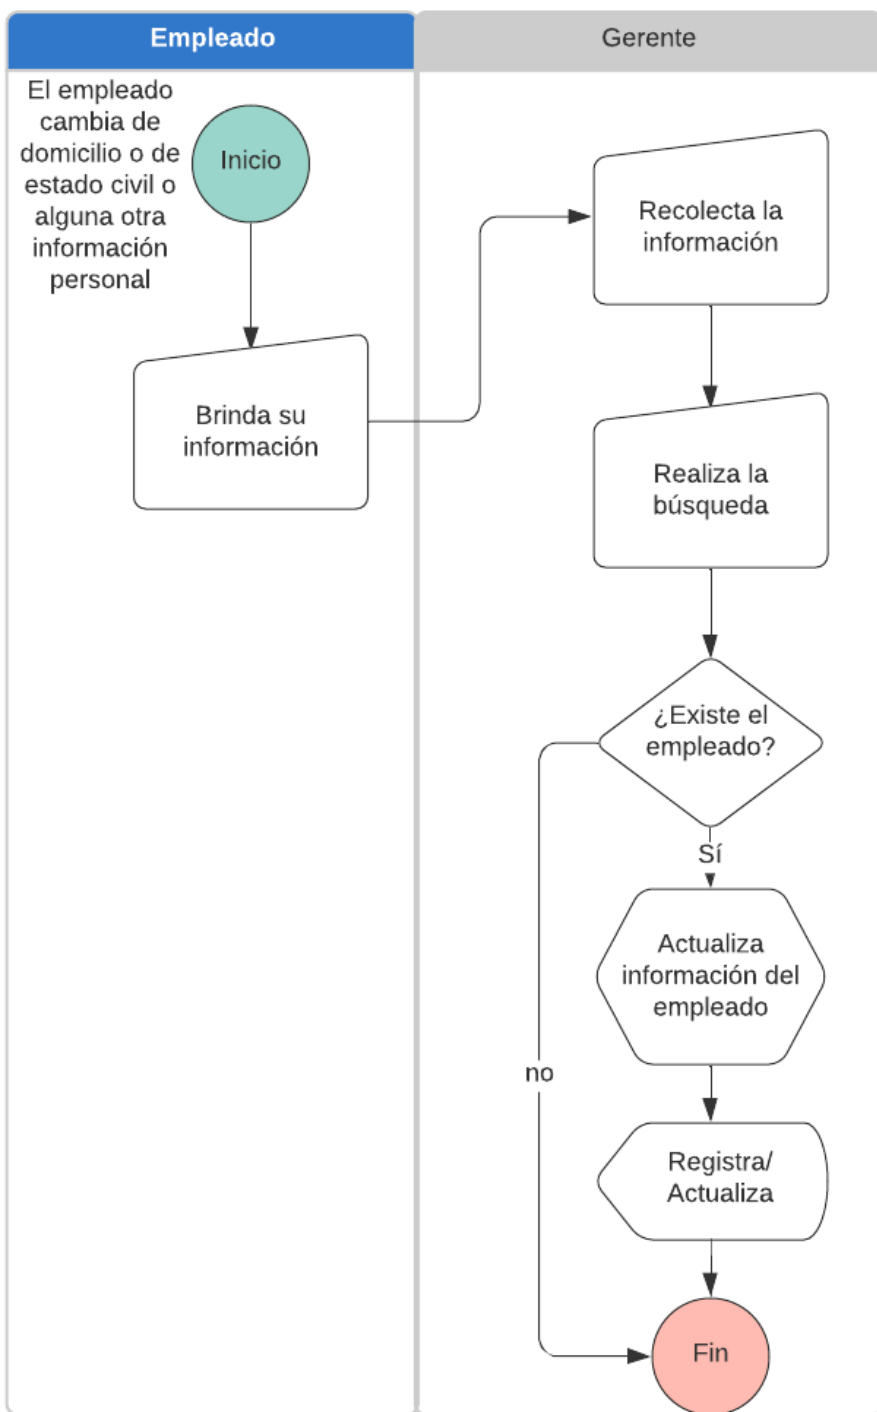 Empleado
Gerente
El empleado
cambia de
domicilio o de
estado civil o
alguna otra
información
personal
Inicio
Brinda su
información
Recolecta la
información
Realiza la
búsqueda
¿Existe el
empleado?
Sí
Actualiza
información del
empleado
no
Registra/
Actualiza
Fin